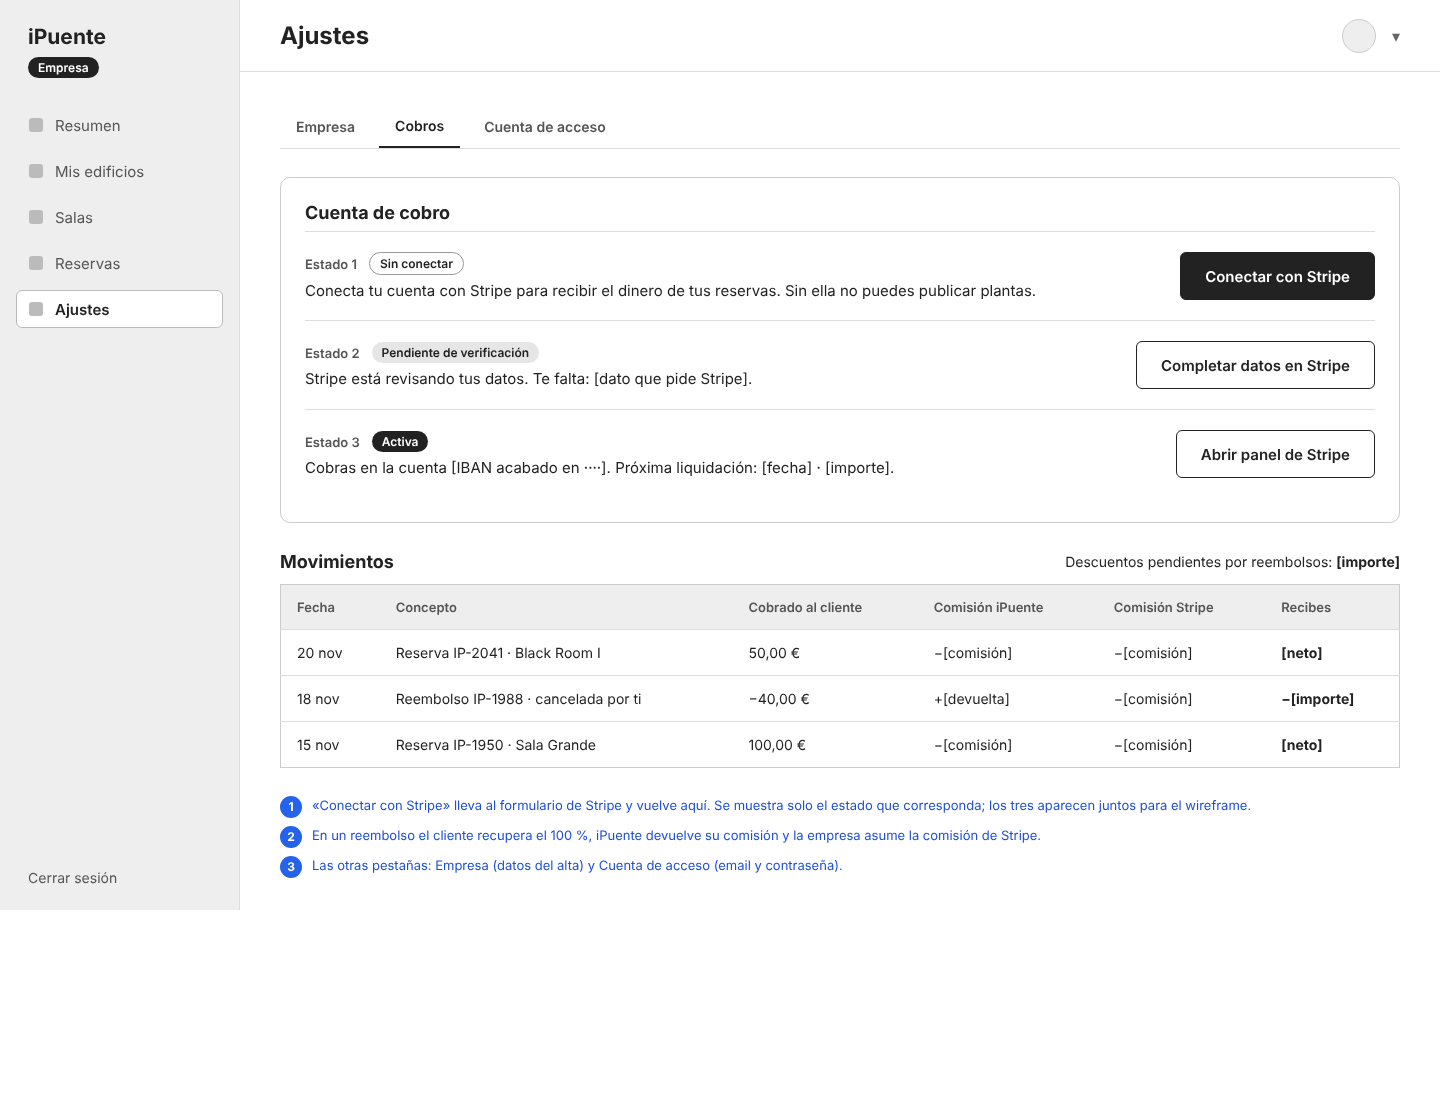 iPuente
Empresa
Resumen
Mis edificios
Salas
Reservas
Ajustes
Cerrar sesión
Ajustes
▼
Empresa Cobros Cuenta de acceso
Cuenta de cobro
Estado 1 Sin conectar
Conecta tu cuenta con Stripe para recibir el dinero de tus reservas. Sin ella no puedes publicar plantas.
Conectar con Stripe
Estado 2 Pendiente de verificación
Stripe está revisando tus datos. Te falta: [dato que pide Stripe].
Completar datos en Stripe
Estado 3 Activa
Cobras en la cuenta [IBAN acabado en ····]. Próxima liquidación: [fecha] · [importe].
Abrir panel de Stripe
Movimientos
Descuentos pendientes por reembolsos: [importe]
Fecha Concepto Cobrado al cliente Comisión iPuente Comisión Stripe Recibes
20 nov Reserva IP-2041 · Black Room I 50,00 € −[comisión] −[comisión] [neto]
18 nov Reembolso IP-1988 · cancelada por ti −40,00 € +[devuelta] −[comisión] −[importe]
15 nov Reserva IP-1950 · Sala Grande 100,00 € −[comisión] −[comisión] [neto]
1 «Conectar con Stripe» lleva al formulario de Stripe y vuelve aquí. Se muestra solo el estado que corresponda; los tres aparecen juntos para el wireframe.
2 En un reembolso el cliente recupera el 100 %, iPuente devuelve su comisión y la empresa asume la comisión de Stripe.
3 Las otras pestañas: Empresa (datos del alta) y Cuenta de acceso (email y contraseña).